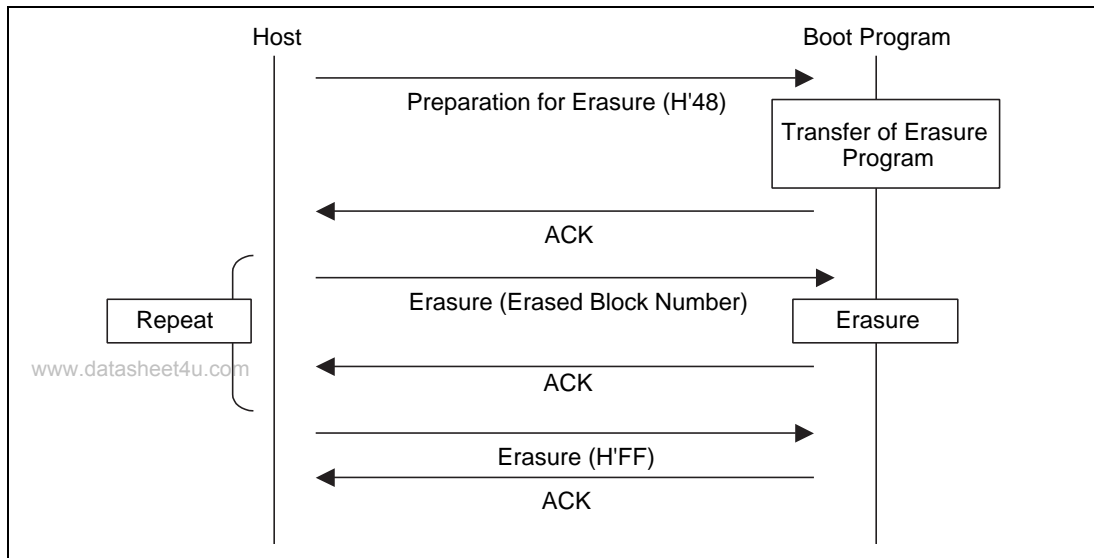 Host
Boot Program
Preparation for Erasure (H'48)
Transfer of Erasure
Program
ACK
Erasure (Erased Block Number)
Repeat
Erasure
www.datasheet4u.com
ACK
Erasure (H'FF)
ACK